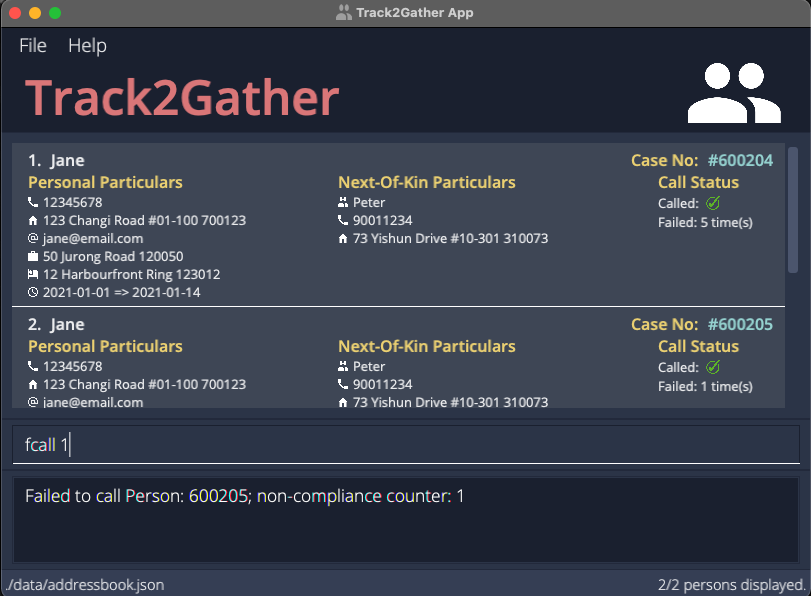 Track2Gather App
File Help
Track2Gather
1. Jane
Case No: #600204
Personal Particulars
Next-Of-Kin Particulars
Call Status
12345678
Peter
Called:
123 Changi Road #01-100 700123
90011234
Failed: 5 time(s)
jane@email.com
73 Yishun Drive #10-301 310073
50 Jurong Road 120050
12 Harbourfront Ring 123012
2021-01-01 => 2021-01-14
2. Jane
Case No: #600205
Personal Particulars
Next-Of-Kin Particulars
Call Status
12345678
Peter
Called:
123 Changi Road #01-100 700123
90011234
Failed: 1 time(s)
jane@email.com
73 Yishun Drive #10-301 310073
fcall 1
Failed to call Person: 600205; non-compliance counter: 1
./data/addressbook.json
2/2 persons displayed.